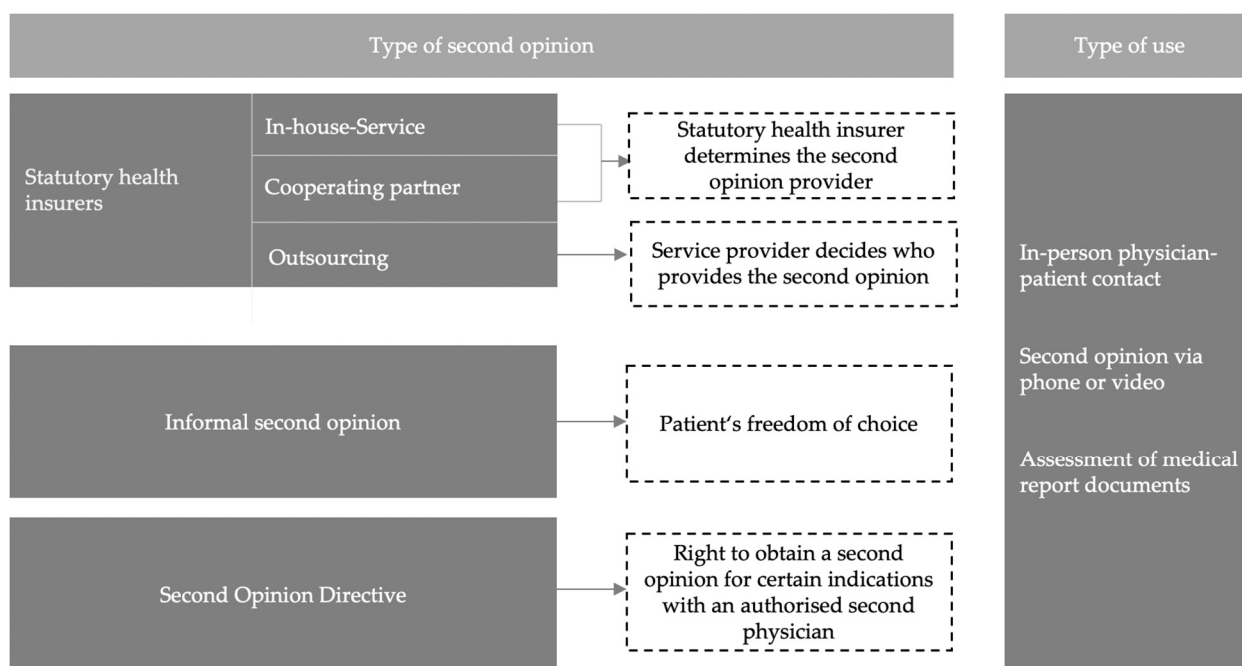 Type of second opinion
Type of use
Statutory health
insurers
In-house-Service
Cooperating partner
Outsourcing
Statutory health insurer
determines the second
opinion provider
Service provider decides who
provides the second opinion
Informal second opinion
Patient‘s freedom of choice
Second Opinion Directive
Right to obtain a second
opinion for certain indications
with an authorised second
physician
In-person physician-
patient contact
Second opinion via
phone or video
Assessment of medical
report documents